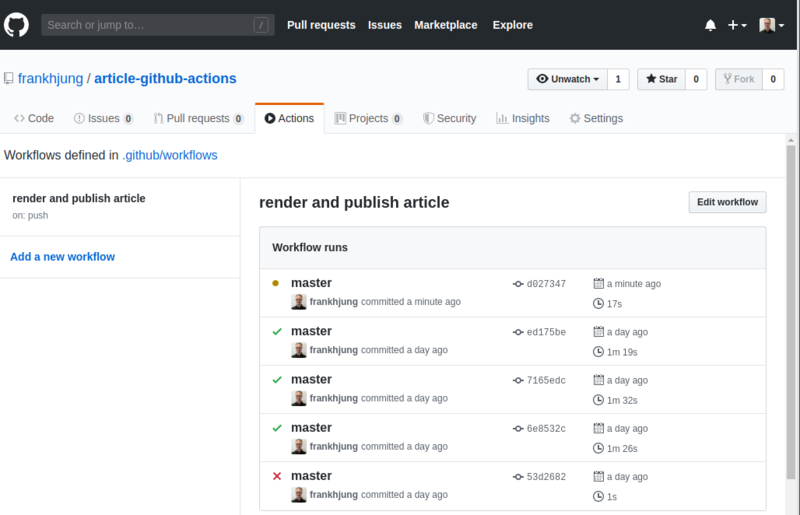 Search or jump to… / Pull requests Issues Marketplace Explore
frankhjung / article-github-actions Unwatch 1 Star 0 Fork 0
Code Issues 0 Pull requests 0 Actions Projects 0 Security Insights Settings
Workflows defined in .github/workflows
render and publish article
on: push
Add a new workflow
render and publish article Edit workflow
Workflow runs
master d027347 a minute ago
frankhjung committed a minute ago 17s
master ed175be a day ago
frankhjung committed a day ago 1m 19s
master 7165edc a day ago
frankhjung committed a day ago 1m 32s
master 6e8532c a day ago
frankhjung committed a day ago 1m 26s
master 53d2682 a day ago
frankhjung committed a day ago 1s